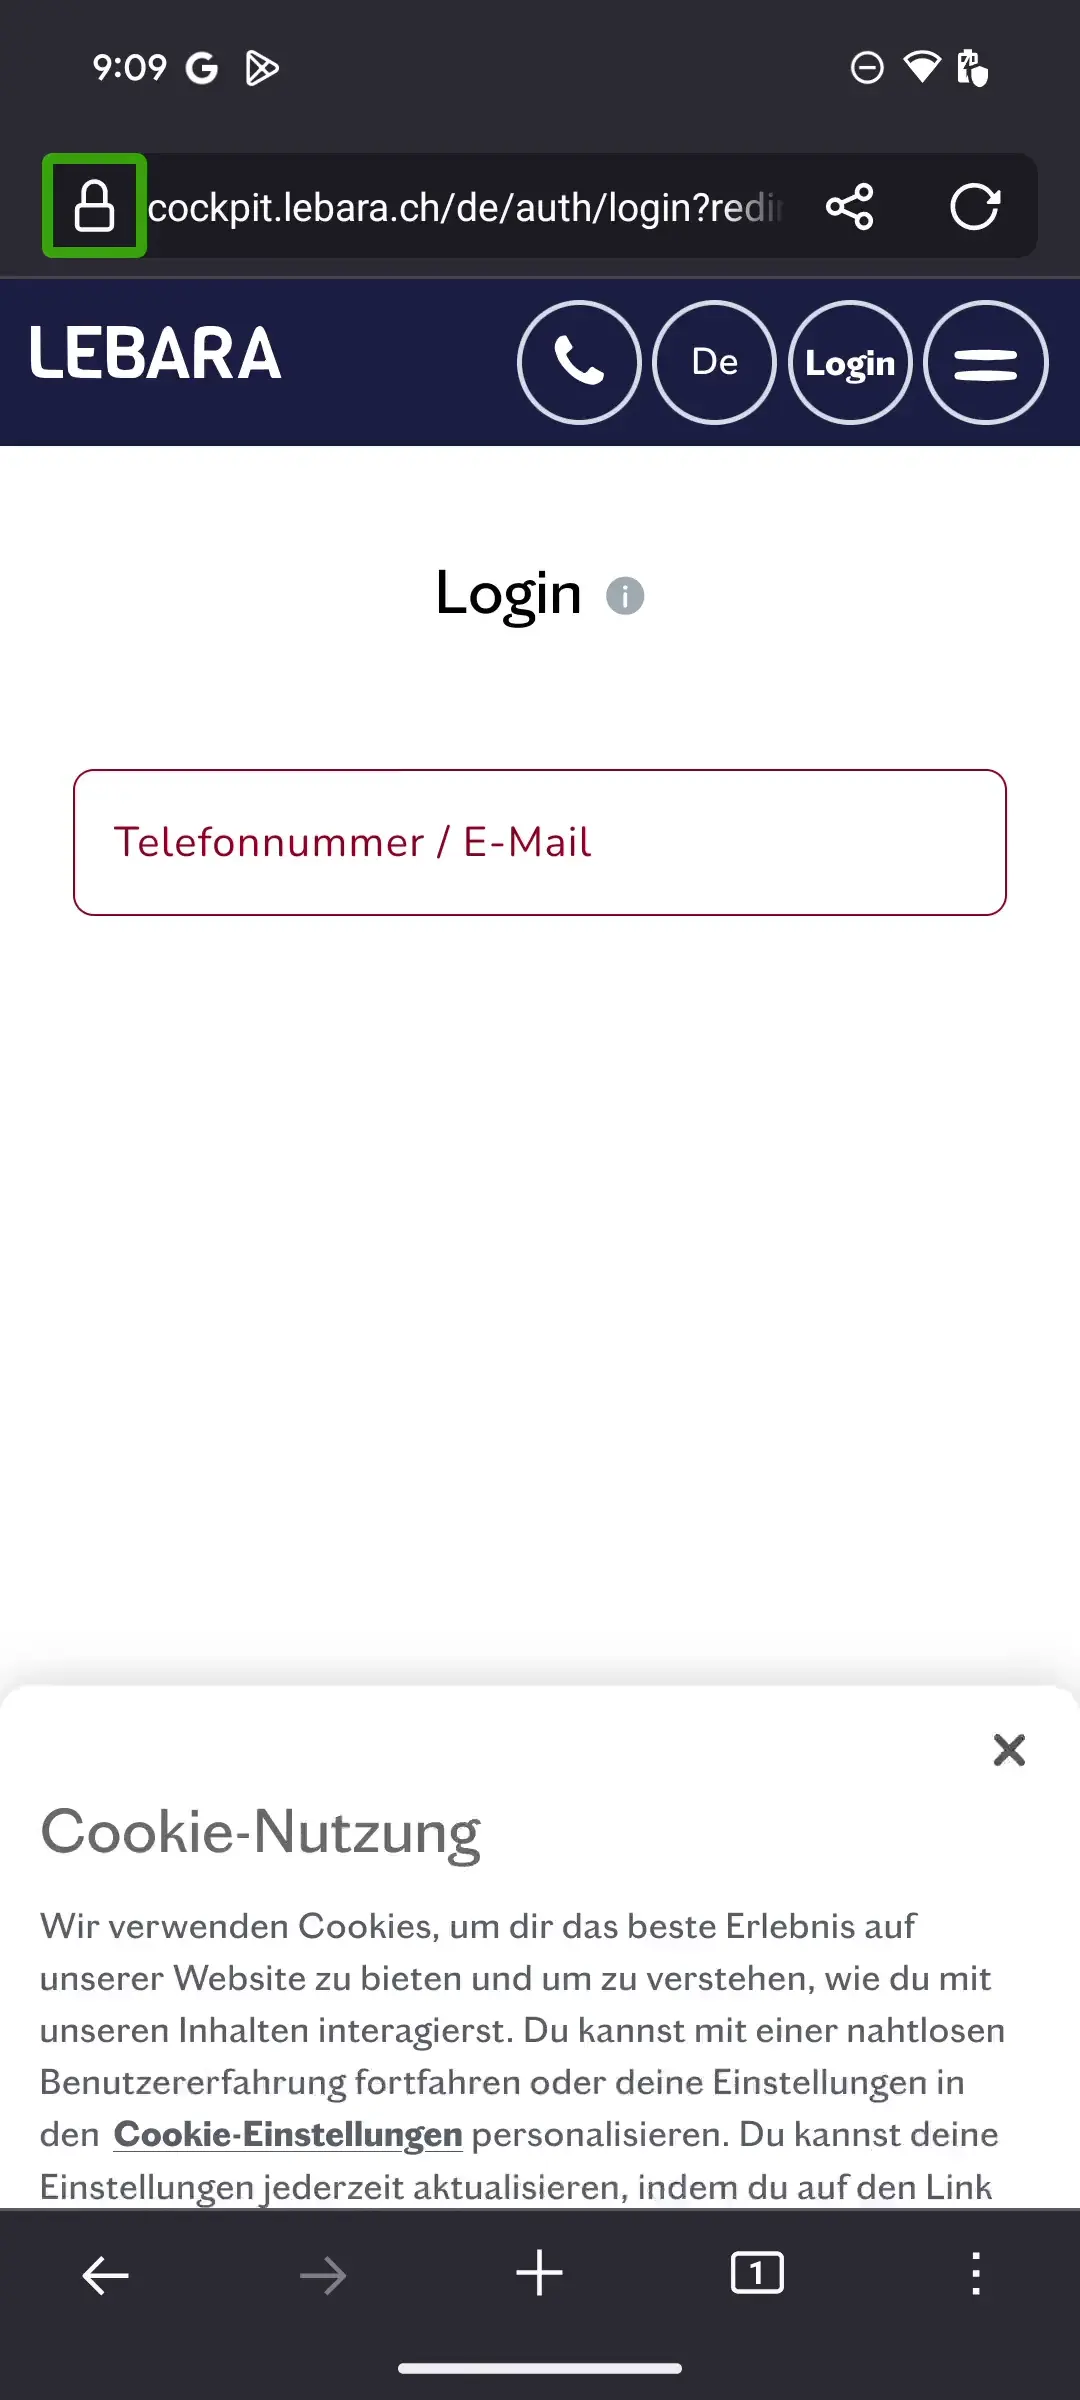 9:09
cockpit.lebara.ch/de/auth/login?redir
LEBARA
De
Login
Login
Telefonnummer / E-Mail
Cookie-Nutzung
Wir verwenden Cookies, um dir das beste Erlebnis auf
unserer Website zu bieten und um zu verstehen, wie du mit
unseren Inhalten interagierst. Du kannst mit einer nahtlosen
Benutzererfahrung fortfahren oder deine Einstellungen in
den Cookie-Einstellungen personalisieren. Du kannst deine
Einstellungen jederzeit aktualisieren, indem du auf den Link
1